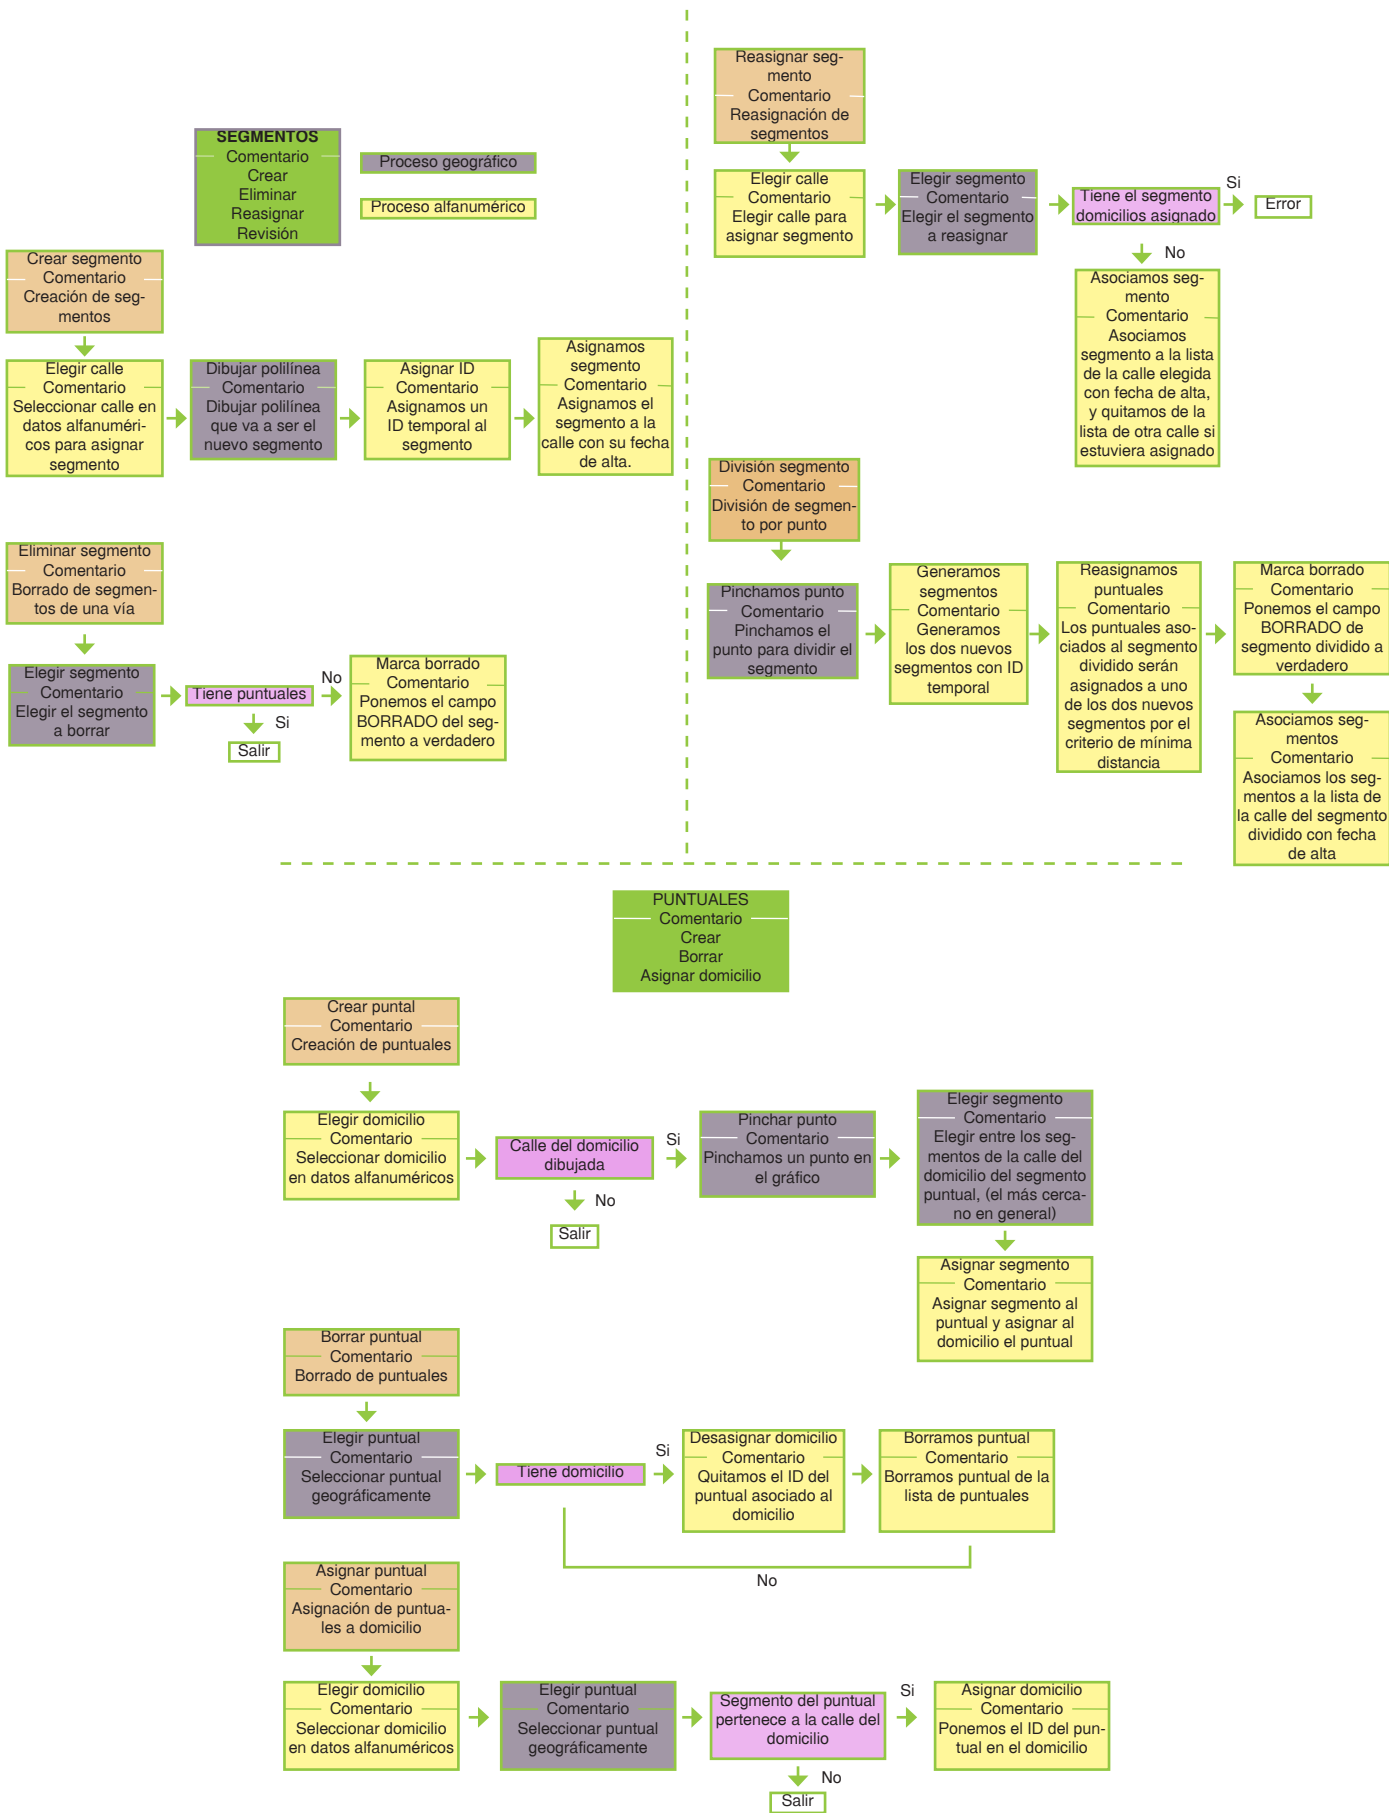 SEGMENTOS
Comentario
Crear
Eliminar
Reasignar
Revisión
Proceso geográfico
Proceso alfanumérico
Crear segmento
Comentario
Creación de seg-
mentos
Elegir calle
Comentario
Seleccionar calle en
datos alfanuméri-
cos para asignar
segmento
Dibujar polilínea
Comentario
Dibujar polilínea
que va a ser el
nuevo segmento
Asignar ID
Comentario
Asignamos un
ID temporal al
segmento
Asignamos
segmento
Comentario
Asignamos el
segmento a la
calle con su fecha
de alta.
Eliminar segmento
Comentario
Borrado de segmen-
tos de una vía
Elegir segmento
Comentario
Elegir el segmento
a borrar
Tiene puntuales
No
Si
Salir
Marca borrado
Comentario
Ponemos el campo
BORRADO del seg-
mento a verdadero
Reasignar seg-
mento
Comentario
Reasignación de
segmentos
Elegir calle
Comentario
Elegir calle para
asignar segmento
Elegir segmento
Comentario
Elegir el segmento
a reasignar
Tiene el segmento
domicilios asignado
Si
Error
No
Asociamos seg-
mento
Comentario
Asociamos
segmento a la lista
de la calle elegida
con fecha de alta,
y quitamos de la
lista de otra calle si
estuviera asignado
División segmento
Comentario
División de segmen-
to por punto
Pinchamos punto
Comentario
Pinchamos el
punto para dividir el
segmento
Generamos
segmentos
Comentario
Generamos
los dos nuevos
segmentos con ID
temporal
Reasignamos
puntuales
Comentario
Los puntuales aso-
ciados al segmento
dividido serán
asignados a uno
de los dos nuevos
segmentos por el
criterio de mínima
distancia
Marca borrado
Comentario
Ponemos el campo
BORRADO de
segmento dividido a
verdadero
Asociamos seg-
mentos
Comentario
Asociamos los seg-
mentos a la lista de
la calle del segmento
dividido con fecha
de alta
PUNTUALES
Comentario
Crear
Borrar
Asignar domicilio
Crear puntal
Comentario
Creación de puntuales
Elegir domicilio
Comentario
Seleccionar domicilio
en datos alfanuméricos
Calle del domicilio
dibujada
Si
No
Salir
Pinchar punto
Comentario
Pinchamos un punto en
el gráfico
Elegir segmento
Comentario
Elegir entre los seg-
mentos de la calle del
domicilio del segmento
puntual, (el más cerca-
no en general)
Asignar segmento
Comentario
Asignar segmento al
puntual y asignar al
domicilio el puntual
Borrar puntual
Comentario
Borrado de puntuales
Elegir puntual
Comentario
Seleccionar puntual
geográficamente
Tiene domicilio
Si
Desasignar domicilio
Comentario
Quitamos el ID del
puntual asociado al
domicilio
Borramos puntual
Comentario
Borramos puntual de la
lista de puntuales
No
Asignar puntual
Comentario
Asignación de puntua-
les a domicilio
Elegir domicilio
Comentario
Seleccionar domicilio
en datos alfanuméricos
Elegir puntual
Comentario
Seleccionar puntual
geográficamente
Segmento del puntual
pertenece a la calle del
domicilio
Si
No
Salir
Asignar domicilio
Comentario
Ponemos el ID del pun-
tual en el domicilio